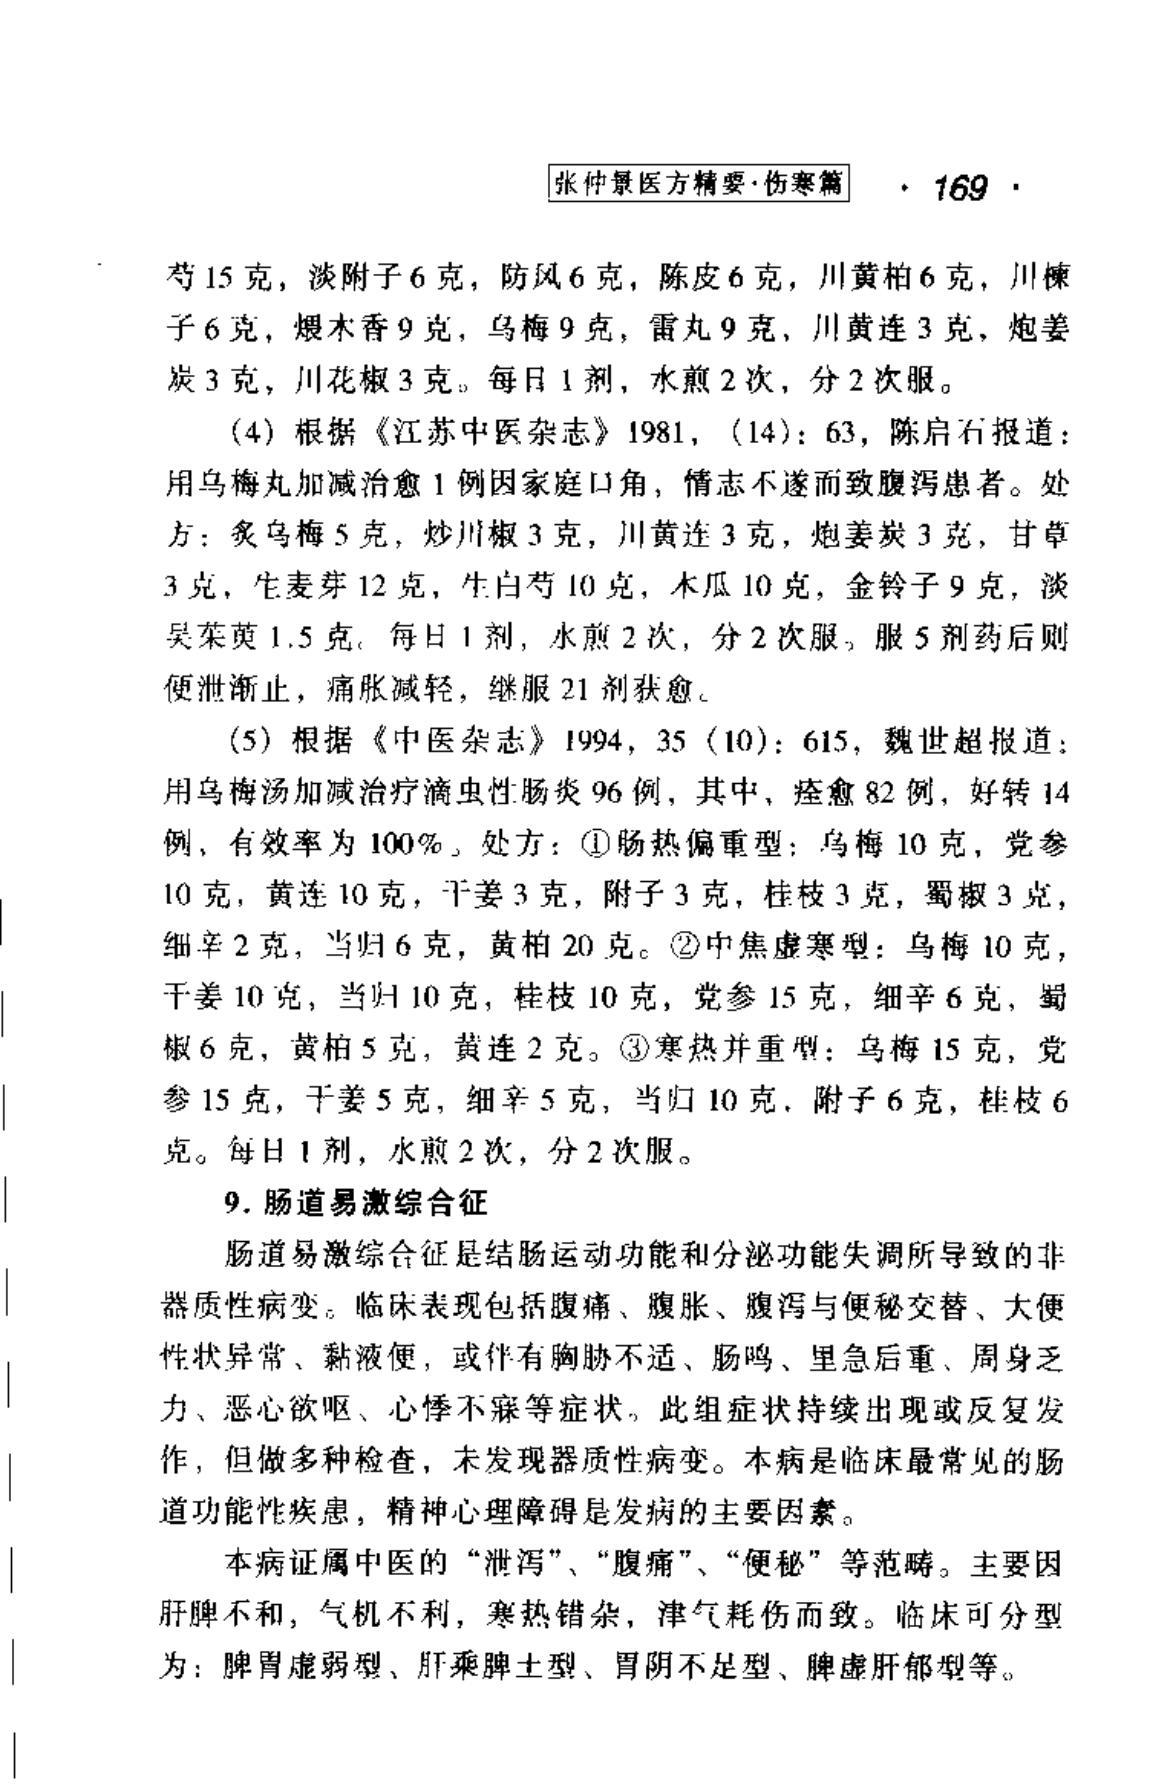 张仲景医方精要·伤寒篇 · 169 ·
芍 15 克，淡附子 6 克，防风 6 克，陈皮 6 克，川黄柏 6 克，川楝
子 6 克，煨木香 9 克，乌梅 9 克，雷丸 9 克，川黄连 3 克，炮姜
炭 3 克，川花椒 3 克。每日 1 剂，水煎 2 次，分 2 次服。
（4）根据《江苏中医杂志》1981，（14）：63，陈启石报道：
用乌梅丸加减治愈 1 例因家庭口角，情志不遂而致腹泻患者。处
方：炙乌梅 5 克，炒川椒 3 克，川黄连 3 克，炮姜炭 3 克，甘草
3 克，生麦芽 12 克，生白芍 10 克，木瓜 10 克，金铃子 9 克，淡
吴茱萸 1.5 克。每日 1 剂，水煎 2 次，分 2 次服。服 5 剂药后则
便泄渐止，痛胀减轻，继服 21 剂获愈。
（5）根据《中医杂志》1994，35（10）：615，魏世超报道：
用乌梅汤加减治疗滴虫性肠炎 96 例，其中，痊愈 82 例，好转 14
例，有效率为 100%。处方：①肠热偏重型：乌梅 10 克，党参
10 克，黄连 10 克，干姜 3 克，附子 3 克，桂枝 3 克，蜀椒 3 克，
细辛 2 克，当归 6 克，黄柏 20 克。②中焦虚寒型：乌梅 10 克，
干姜 10 克，当归 10 克，桂枝 10 克，党参 15 克，细辛 6 克，蜀
椒 6 克，黄柏 5 克，黄连 2 克。③寒热并重型：乌梅 15 克，党
参 15 克，干姜 5 克，细辛 5 克，当归 10 克，附子 6 克，桂枝 6
克。每日 1 剂，水煎 2 次，分 2 次服。
9. 肠道易激综合征
肠道易激综合征是结肠运动功能和分泌功能失调所导致的非
器质性病变。临床表现包括腹痛、腹胀、腹泻与便秘交替、大便
性状异常、黏液便，或伴有胸胁不适、肠鸣、里急后重、周身乏
力、恶心欲呕、心悸不寐等症状。此组症状持续出现或反复发
作，但做多种检查，未发现器质性病变。本病是临床最常见的肠
道功能性疾患，精神心理障碍是发病的主要因素。
本病证属中医的“泄泻”、“腹痛”、“便秘”等范畴。主要因
肝脾不和，气机不利，寒热错杂，津气耗伤而致。临床可分型
为：脾胃虚弱型、肝乘脾土型、胃阴不足型、脾虚肝郁型等。